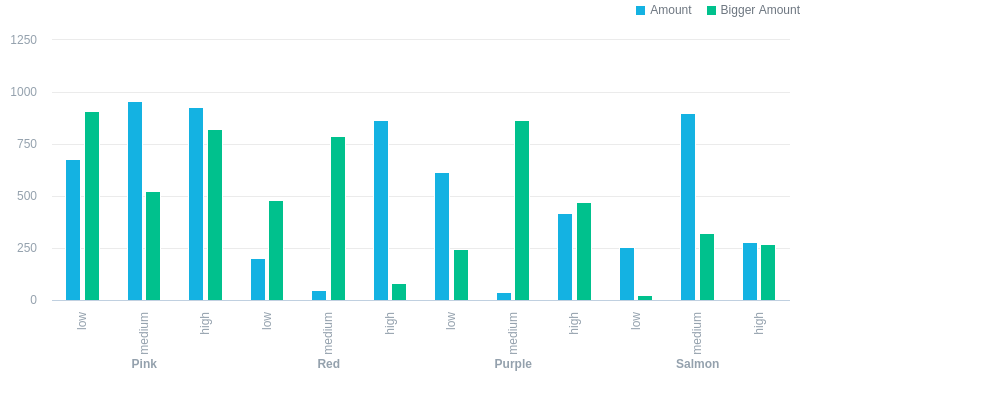 Amount Bigger Amount
1250
1000
750
500
250
0
low medium high low medium high low medium high low medium high
Pink Red Purple Salmon